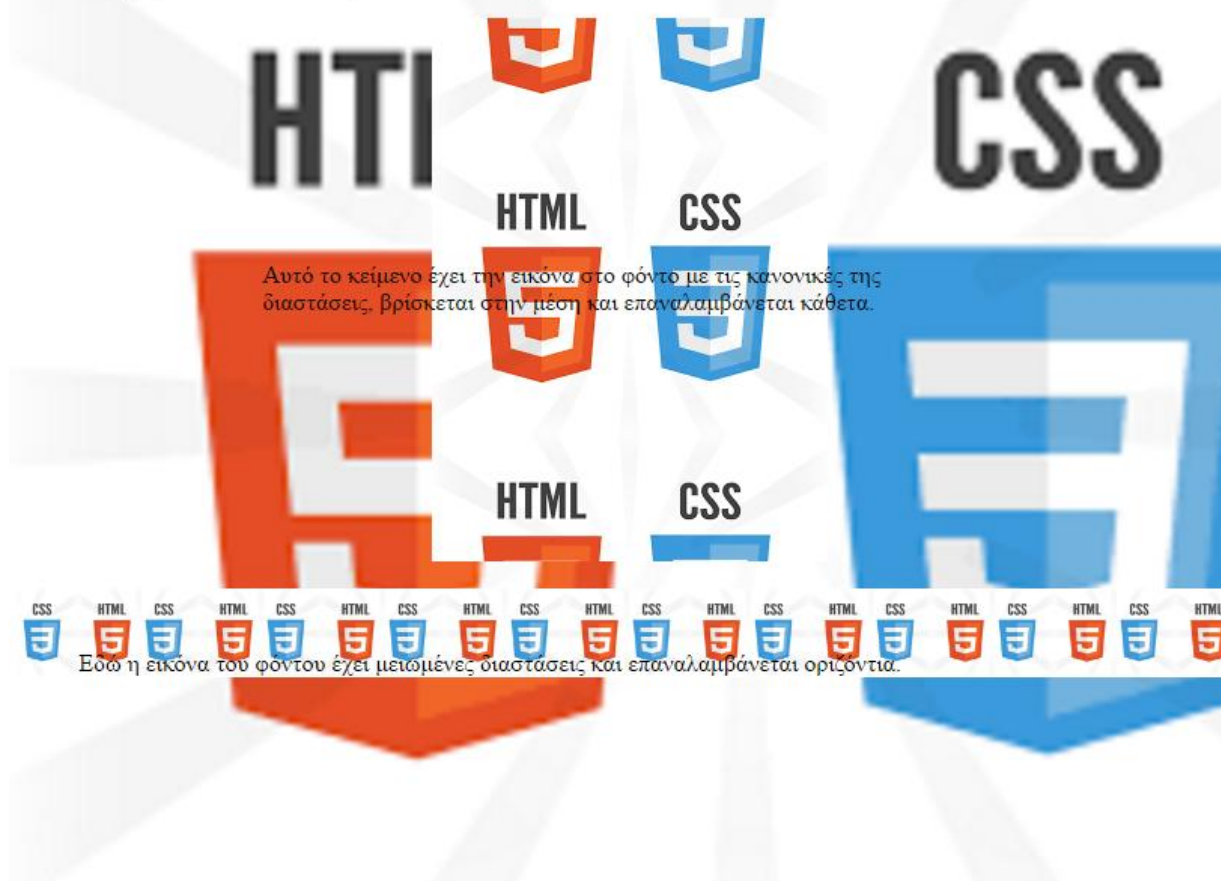 HTML CSS
CSS
HTML CSS
Αυτό το κείμενο έχει την εικόνα στο φόντο με τις κανονικές της
διαστάσεις, βρίσκεται στην μέση και επαναλαμβάνεται κάθετα.
HTML CSS
CSS HTML CSS HTML CSS HTML CSS HTML CSS HTML CSS HTML CSS HTML CSS HTML CSS HTML CSS HTML
Εδώ η εικόνα του φόντου έχει μειωμένες διαστάσεις και επαναλαμβάνεται οριζόντια.